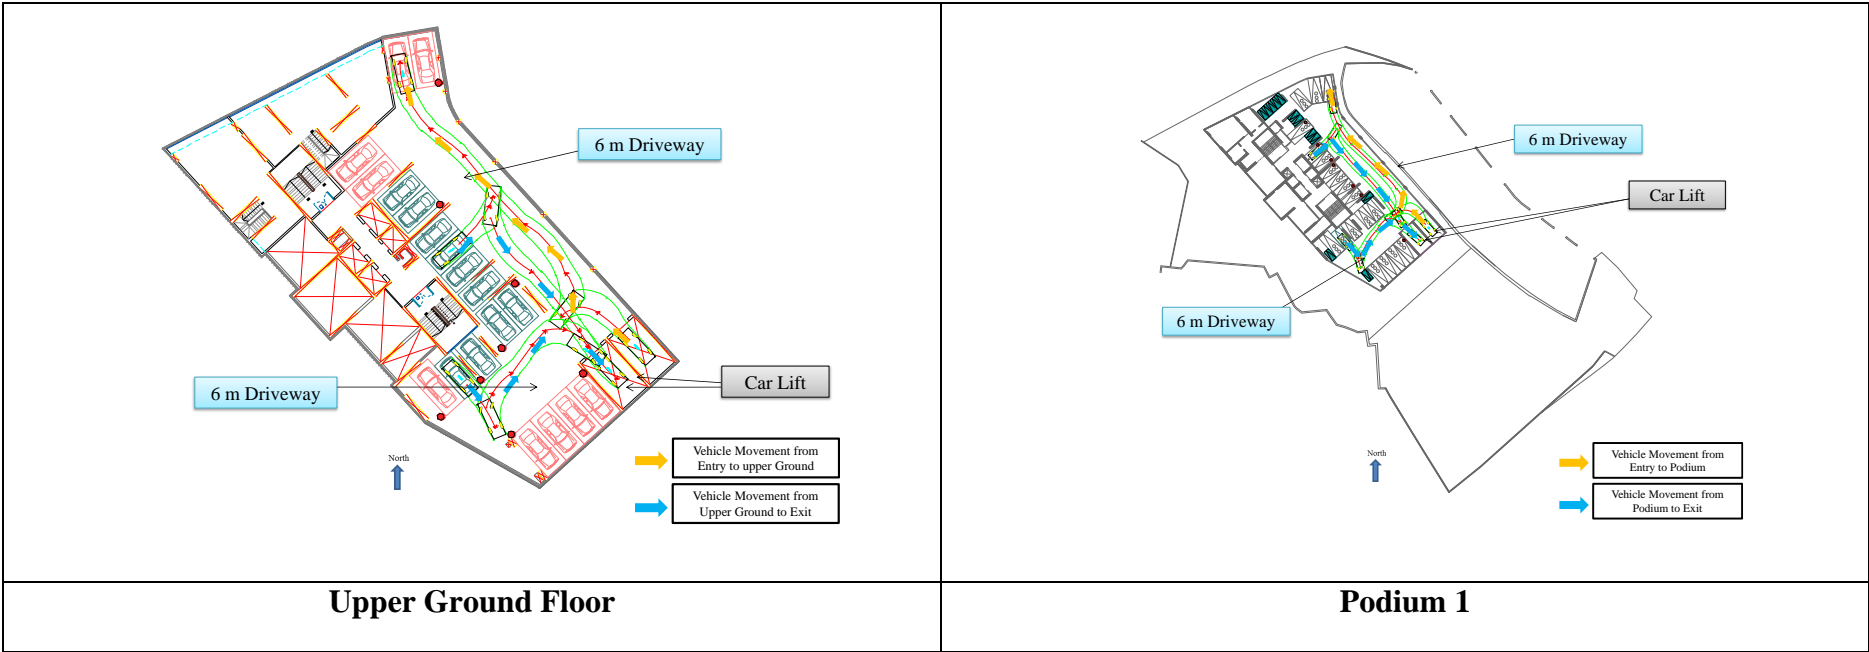 6 m Driveway
6 m Driveway
Car Lift
North
Vehicle Movement from
Entry to upper Ground
Vehicle Movement from
Upper Ground to Exit
Upper Ground Floor
6 m Driveway
Car Lift
6 m Driveway
North
Vehicle Movement from
Entry to Podium
Vehicle Movement from
Podium to Exit
Podium 1